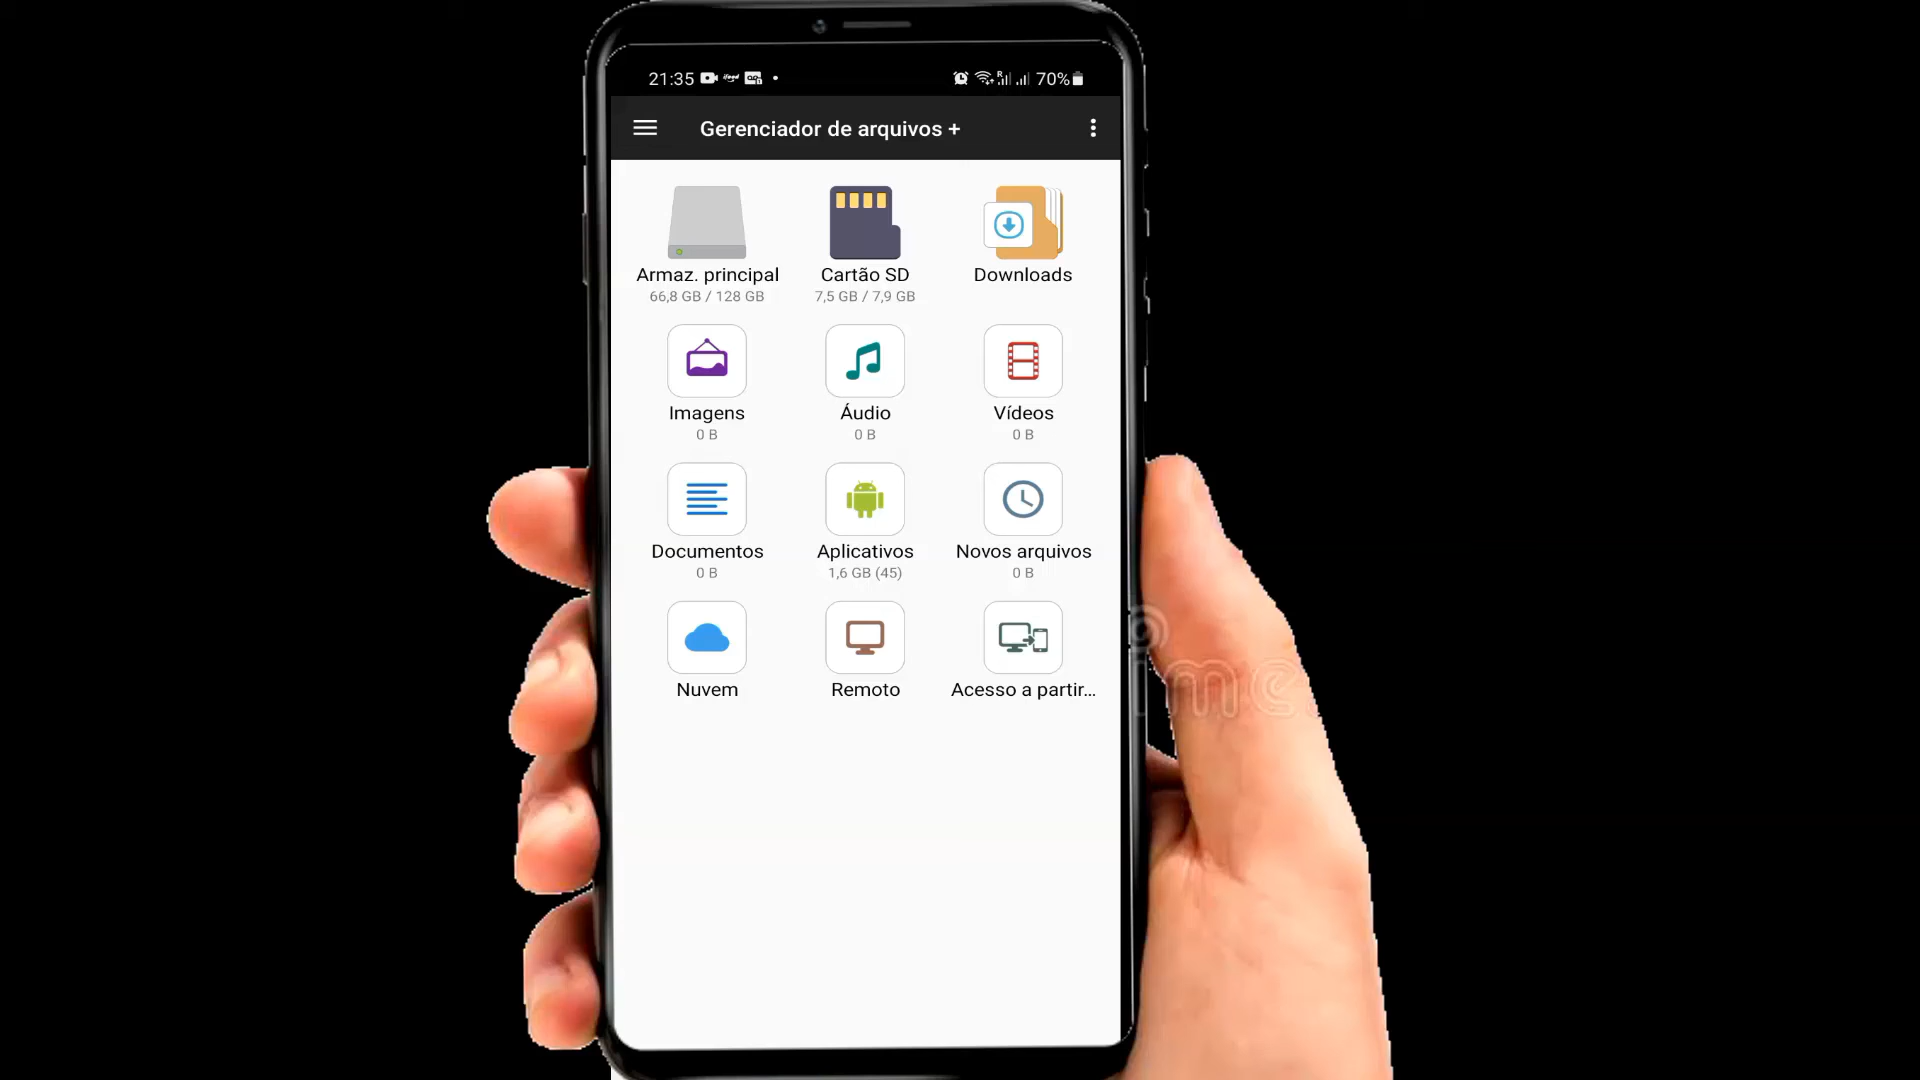 21:35 ifood 70%
Gerenciador de arquivos +
Armaz. principal Cartão SD Downloads
66,8 GB / 128 GB 7,5 GB / 7,9 GB
Imagens Áudio Vídeos
0 B 0 B 0 B
Documentos Aplicativos Novos arquivos
0 B 1,6 GB (45) 0 B
Nuvem Remoto Acesso a partir...